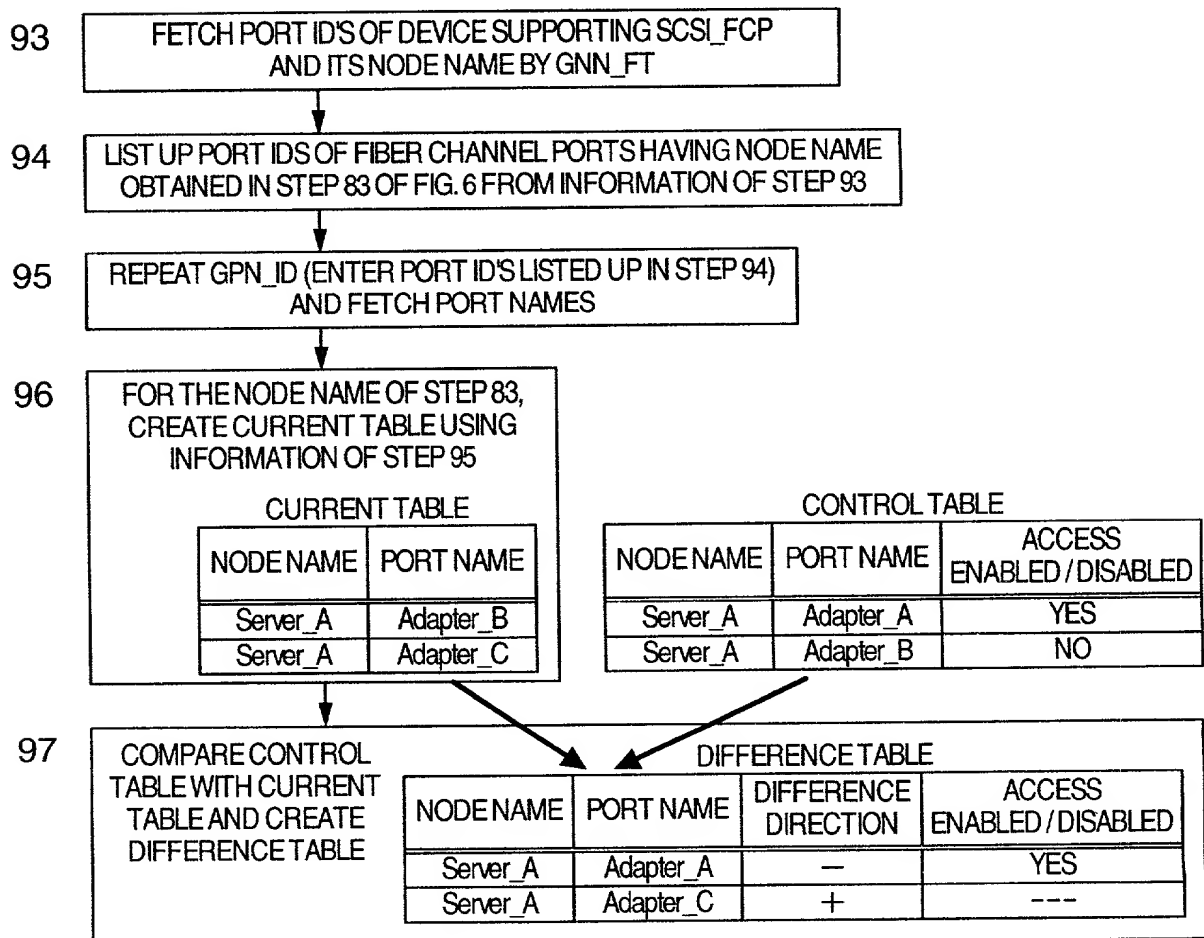 93
FETCH PORT ID'S OF DEVICE SUPPORTING SCSI_FCP
AND ITS NODE NAME BY GNN_FT
94
LIST UP PORT IDS OF FIBER CHANNEL PORTS HAVING NODE NAME
OBTAINED IN STEP 83 OF FIG. 6 FROM INFORMATION OF STEP 93
95
REPEAT GPN_ID (ENTER PORT ID'S LISTED UP IN STEP 94)
AND FETCH PORT NAMES
96
FOR THE NODE NAME OF STEP 83,
CREATE CURRENT TABLE USING
INFORMATION OF STEP 95
CURRENT TABLE
NODE NAME PORT NAME
Server_A Adapter_B
Server_A Adapter_C
CONTROL TABLE
NODE NAME PORT NAME ACCESS
ENABLED / DISABLED
Server_A Adapter_A YES
Server_A Adapter_B NO
97
COMPARE CONTROL
TABLE WITH CURRENT
TABLE AND CREATE
DIFFERENCE TABLE
DIFFERENCE TABLE
NODE NAME PORT NAME DIFFERENCE
DIRECTION ACCESS
ENABLED / DISABLED
Server_A Adapter_A — YES
Server_A Adapter_C + ---